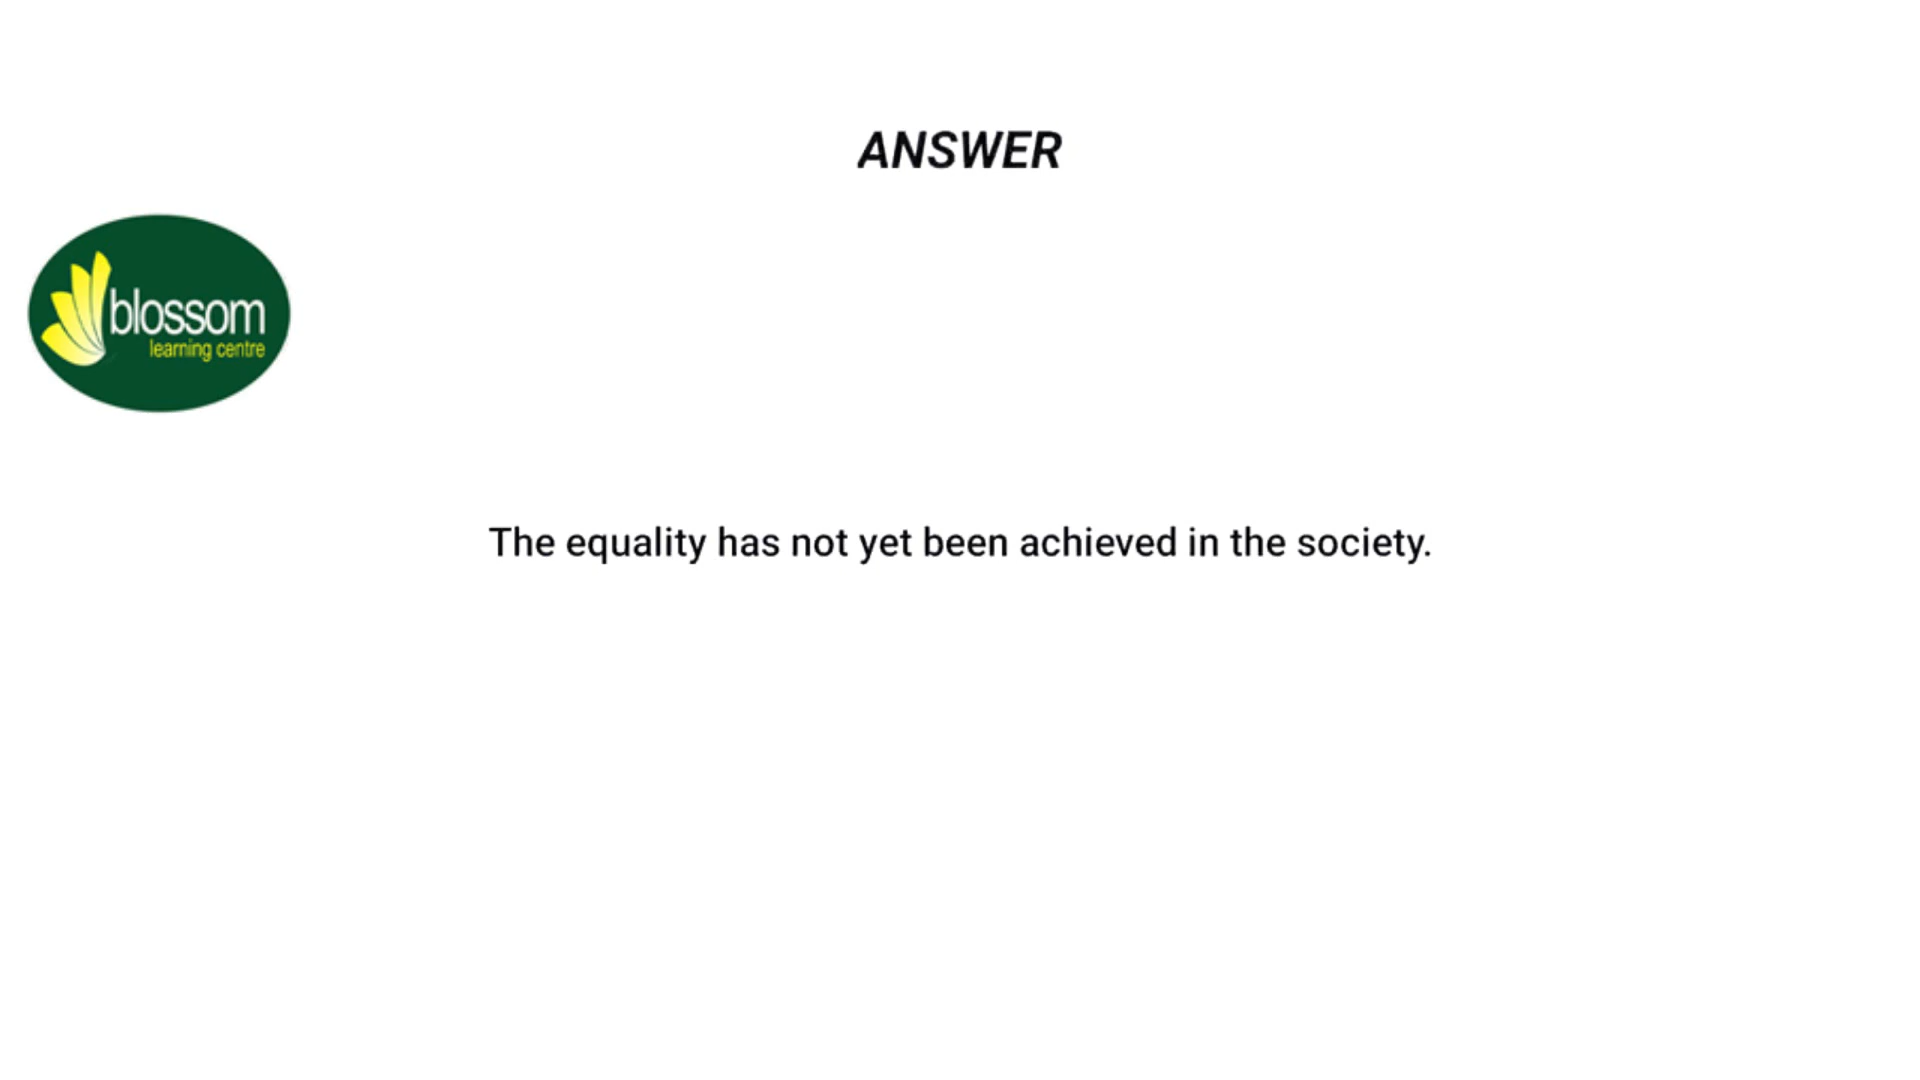 ANSWER
blossom
learning centre
The equality has not yet been achieved in the society.